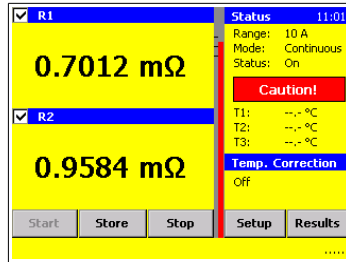 R1
0.7012 mΩ
R2
0.9584 mΩ
Status 11:01
Range: 10 A
Mode: Continuous
Status: On
Caution!
T1: --.- °C
T2: --.- °C
T3: --.- °C
Temp. Correction
Off
Start Store Stop Setup Results
.....